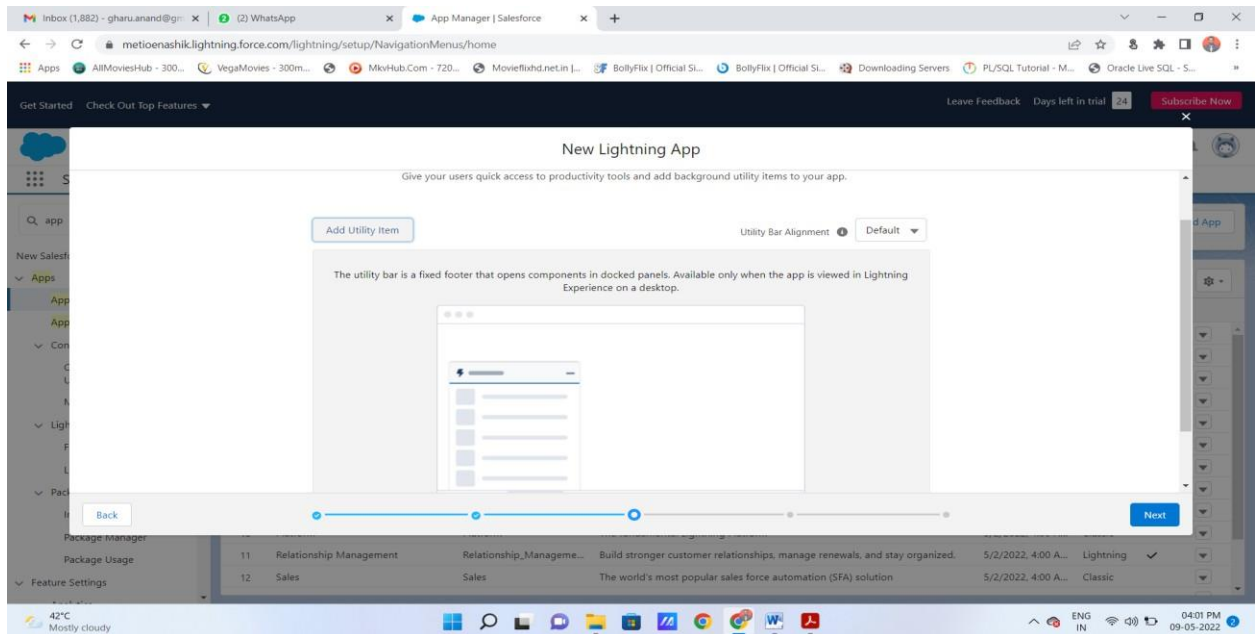 Inbox (1,882) - gharu.anand@gm
(2) WhatsApp
App Manager | Salesforce
metioenashik.lightning.force.com/lightning/setup/NavigationMenus/home
Apps AllMoviesHub - 300... VegaMovies - 300m... MkvHub.Com - 720... Movieflixhd.net.in |... BollyFlix | Official Si... BollyFlix | Official Si... Downloading Servers PL/SQL Tutorial - M... Oracle Live SQL - S... »
Get Started Check Out Top Features Leave Feedback Days left in trial 24 Subscribe Now
New Lightning App
Give your users quick access to productivity tools and add background utility items to your app.
app
Add Utility Item Utility Bar Alignment Default
d App
New Salesf
The utility bar is a fixed footer that opens components in docked panels. Available only when the app is viewed in Lightning
Experience on a desktop.
Apps
App
App
Con
Ligh
Pack
Back Next
Package Manager
11 Relationship Management Relationship_Manageme... Build stronger customer relationships, manage renewals, and stay organized. 5/2/2022, 4:00 A... Lightning
Package Usage
12 Sales Sales The world's most popular sales force automation (SFA) solution 5/2/2022, 4:00 A... Classic
Feature Settings
42°C
Mostly cloudy
ENG
IN
04:01 PM
09-05-2022
2